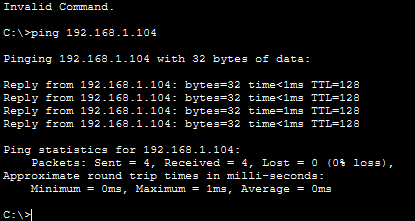 Invalid Command.
C:\>ping 192.168.1.104
Pinging 192.168.1.104 with 32 bytes of data:
Reply from 192.168.1.104: bytes=32 time<1ms TTL=128
Reply from 192.168.1.104: bytes=32 time<1ms TTL=128
Reply from 192.168.1.104: bytes=32 time=1ms TTL=128
Reply from 192.168.1.104: bytes=32 time<1ms TTL=128
Ping statistics for 192.168.1.104:
Packets: Sent = 4, Received = 4, Lost = 0 (0% loss),
Approximate round trip times in milli-seconds:
Minimum = 0ms, Maximum = 1ms, Average = 0ms
C:\>